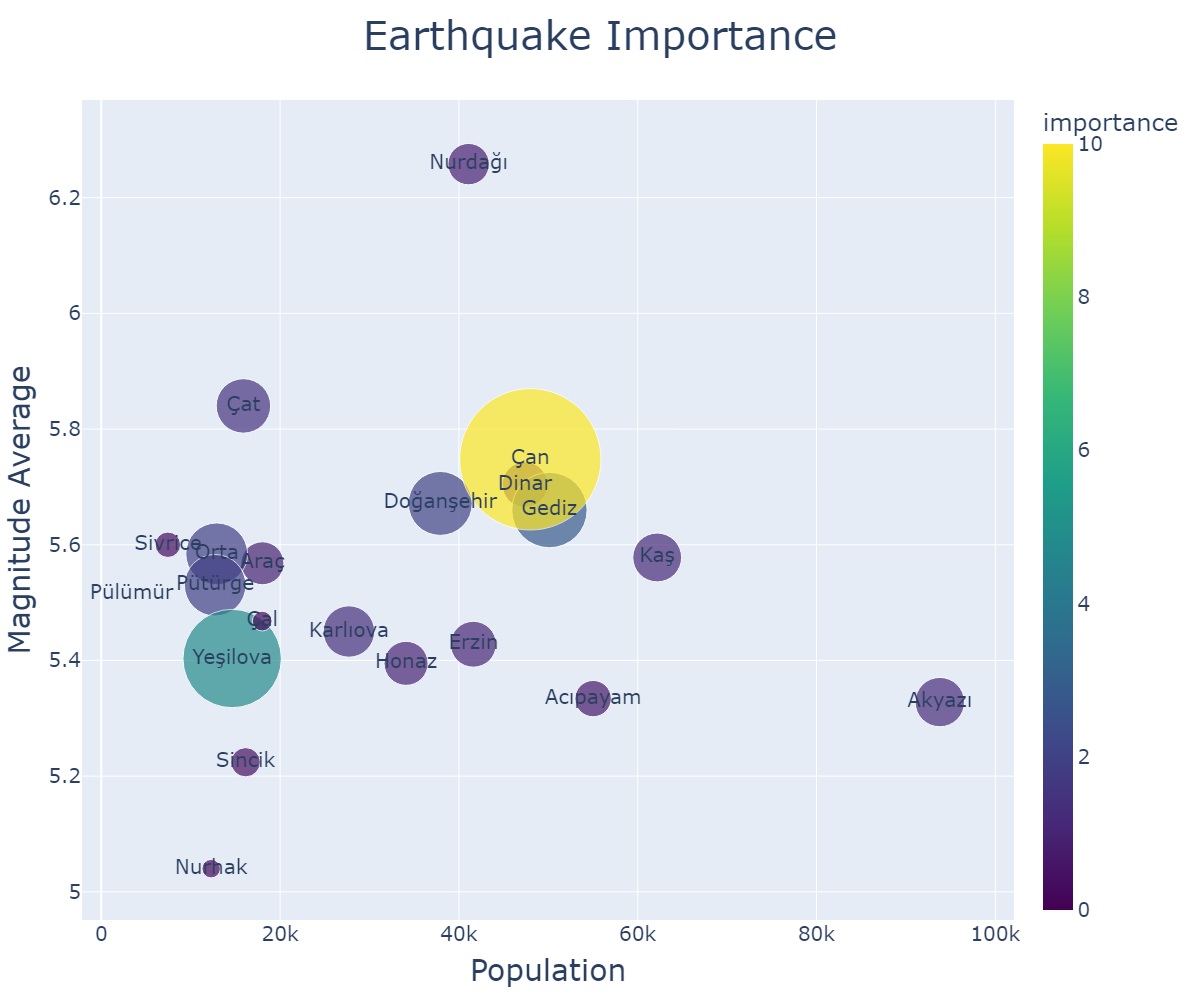 Earthquake Importance
importance
10
8
6
4
2
0
Magnitude Average
6.2
6
5.8
5.6
5.4
5.2
5
Nurdağı
Çat
Çan
Dinar
Doğanşehir
Gediz
Sivrice
Orta
Araç
Kaş
Pütürge
Pülümür
Çal
Karlıova
Erzin
Yeşilova
Honaz
Acıpayam
Akyazı
Sincik
Nurhak
0
20k
40k
60k
80k
100k
Population